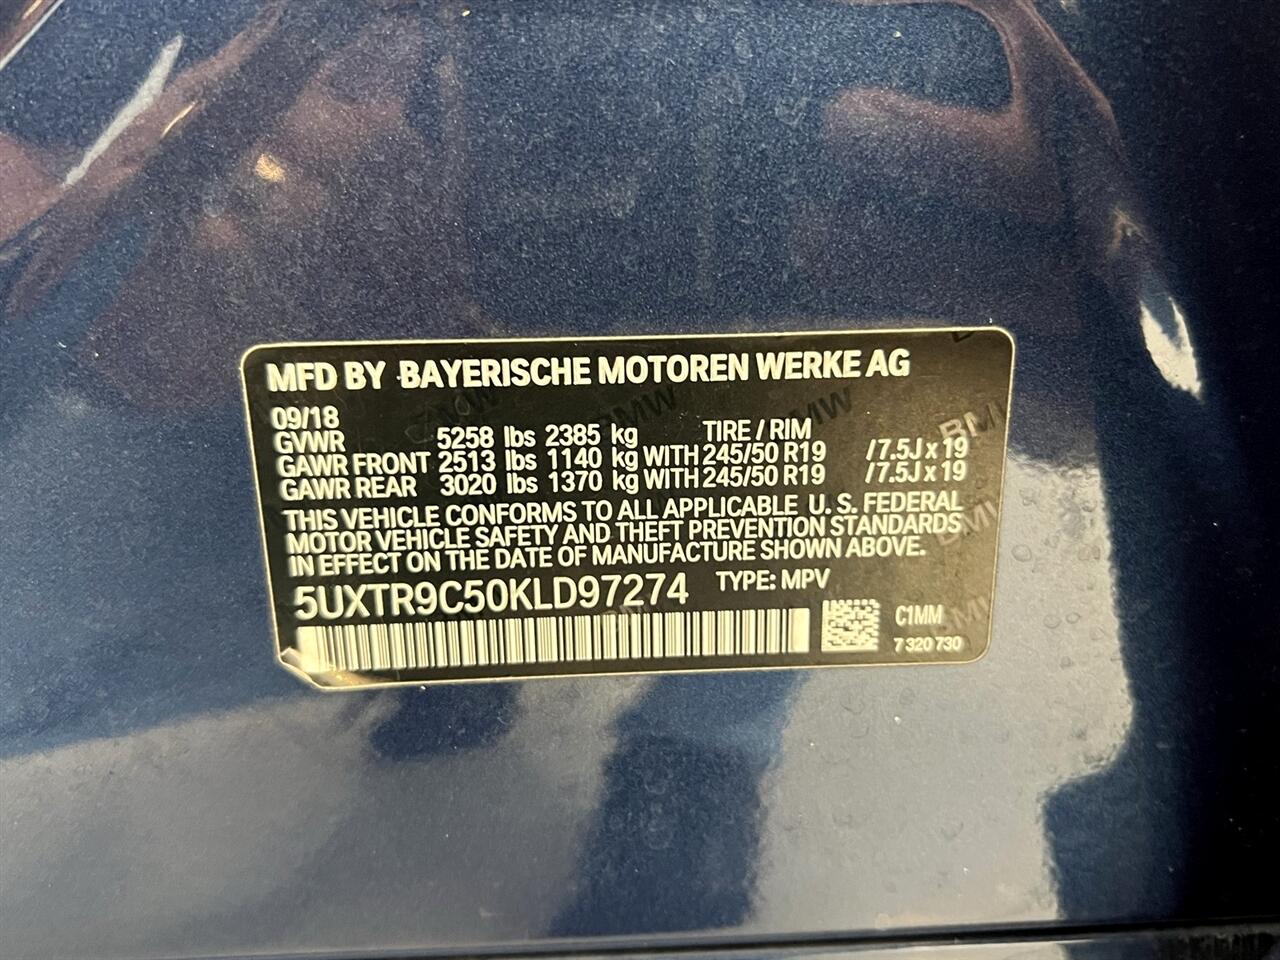 MFD BY BAYERISCHE MOTOREN WERKE AG
09/18
GVWR 5258 lbs 2385 kg TIRE / RIM
GAWR FRONT 2513 lbs 1140 kg WITH 245/50 R19 / 7.5J x 19
GAWR REAR 3020 lbs 1370 kg WITH 245/50 R19 / 7.5J x 19
THIS VEHICLE CONFORMS TO ALL APPLICABLE U. S. FEDERAL
MOTOR VEHICLE SAFETY AND THEFT PREVENTION STANDARDS
IN EFFECT ON THE DATE OF MANUFACTURE SHOWN ABOVE.
5UXTR9C50KLD97274 TYPE: MPV
C1MM
7 320 730